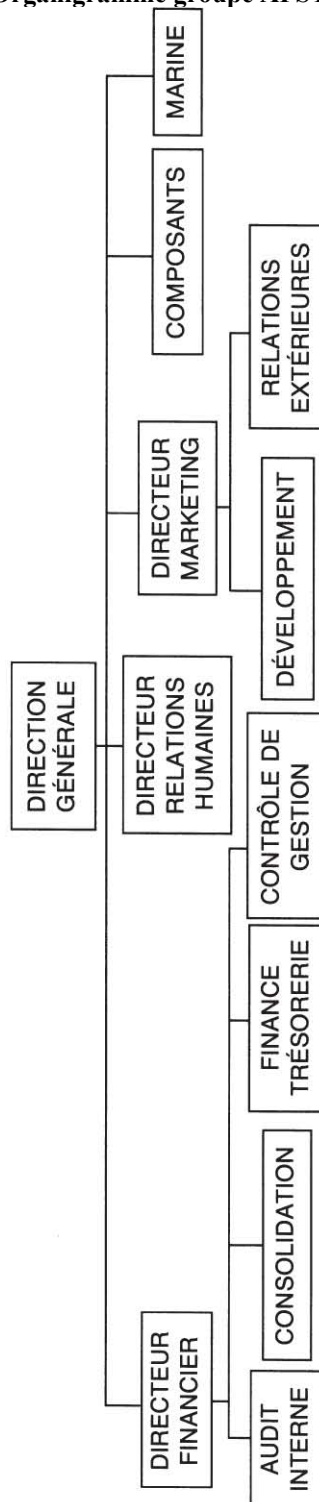 Organigramme groupe
DIRECTION
GÉNÉRALE
DIRECTEUR
FINANCIER
DIRECTEUR
RELATIONS
HUMAINES
DIRECTEUR
MARKETING
COMPOSANTS
MARINE
AUDIT
INTERNE
CONSOLIDATION
FINANCE
TRÉSORERIE
CONTRÔLE DE
GESTION
DÉVELOPPEMENT
RELATIONS
EXTÉRIEURES